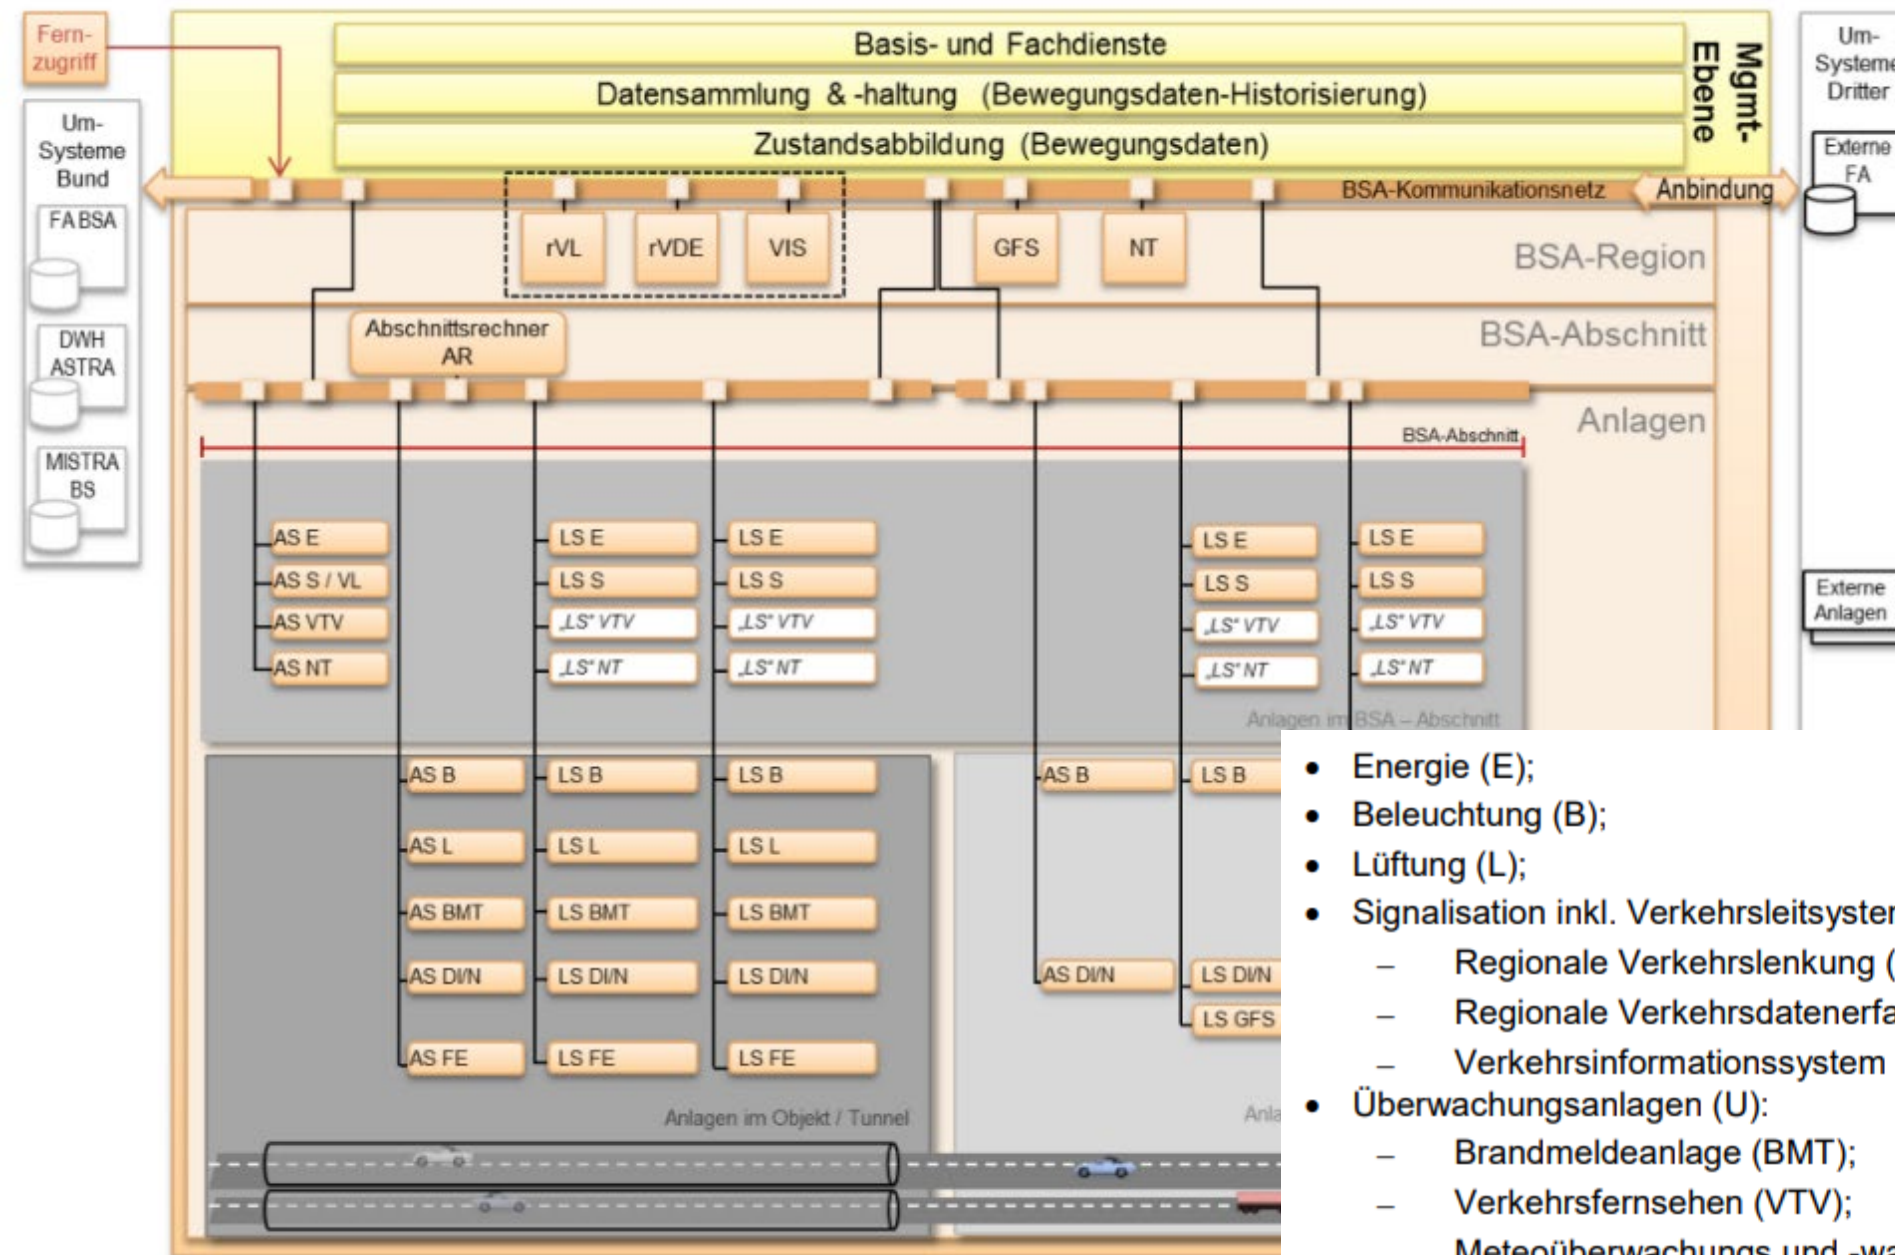 Fern-
zugriff
Um-
Systeme
Bund
FA BSA
DWH
ASTRA
MISTRA
BS
Basis- und Fachdienste
Datensammlung & -haltung (Bewegungsdaten-Historisierung)
Zustandsabbildung (Bewegungsdaten)
Mgmt-
Ebene
Um-
Systeme
Dritter
Externe
FA
Externe
Anlagen
BSA-Kommunikationsnetz
Anbindung
rVL
rVDE
VIS
GFS
NT
BSA-Region
Abschnittsrechner
AR
BSA-Abschnitt
Anlagen
BSA-Abschnitt
AS E
AS S / VL
AS VTV
AS NT
LS E
LS S
„LS“ VTV
„LS“ NT
LS E
LS S
„LS“ VTV
„LS“ NT
LS E
LS S
„LS“ VTV
„LS“ NT
LS E
LS S
„LS“ VTV
„LS“ NT
Anlagen im BSA – Abschnitt
AS B
AS L
AS BMT
AS DI/N
AS FE
LS B
LS L
LS BMT
LS DI/N
LS FE
LS B
LS L
LS BMT
LS DI/N
LS FE
Anlagen im Objekt / Tunnel
AS B
AS DI/N
LS B
LS DI/N
LS GFS
Anla
• Energie (E);
• Beleuchtung (B);
• Lüftung (L);
• Signalisation inkl. Verkehrsleitsyster
– Regionale Verkehrslenkung (
– Regionale Verkehrsdatenerfa
– Verkehrsinformationssystem
• Überwachungsanlagen (U):
– Brandmeldeanlage (BMT);
– Verkehrsfernsehen (VTV);
Meteoüberwachungs und -wa